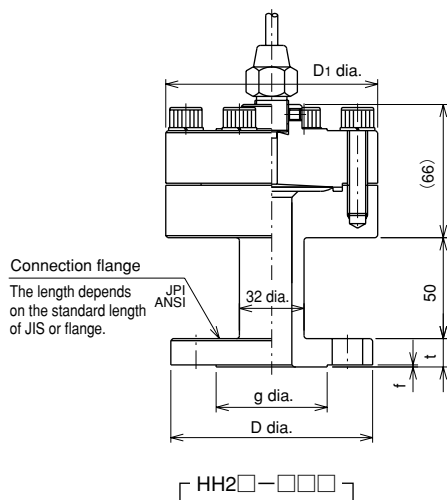 D1 dia.
(66)
Connection flange
The length depends
on the standard length
of JIS or flange.
JPI
ANSI
32 dia.
50
t
f
g dia.
D dia.
HH2□−□□□